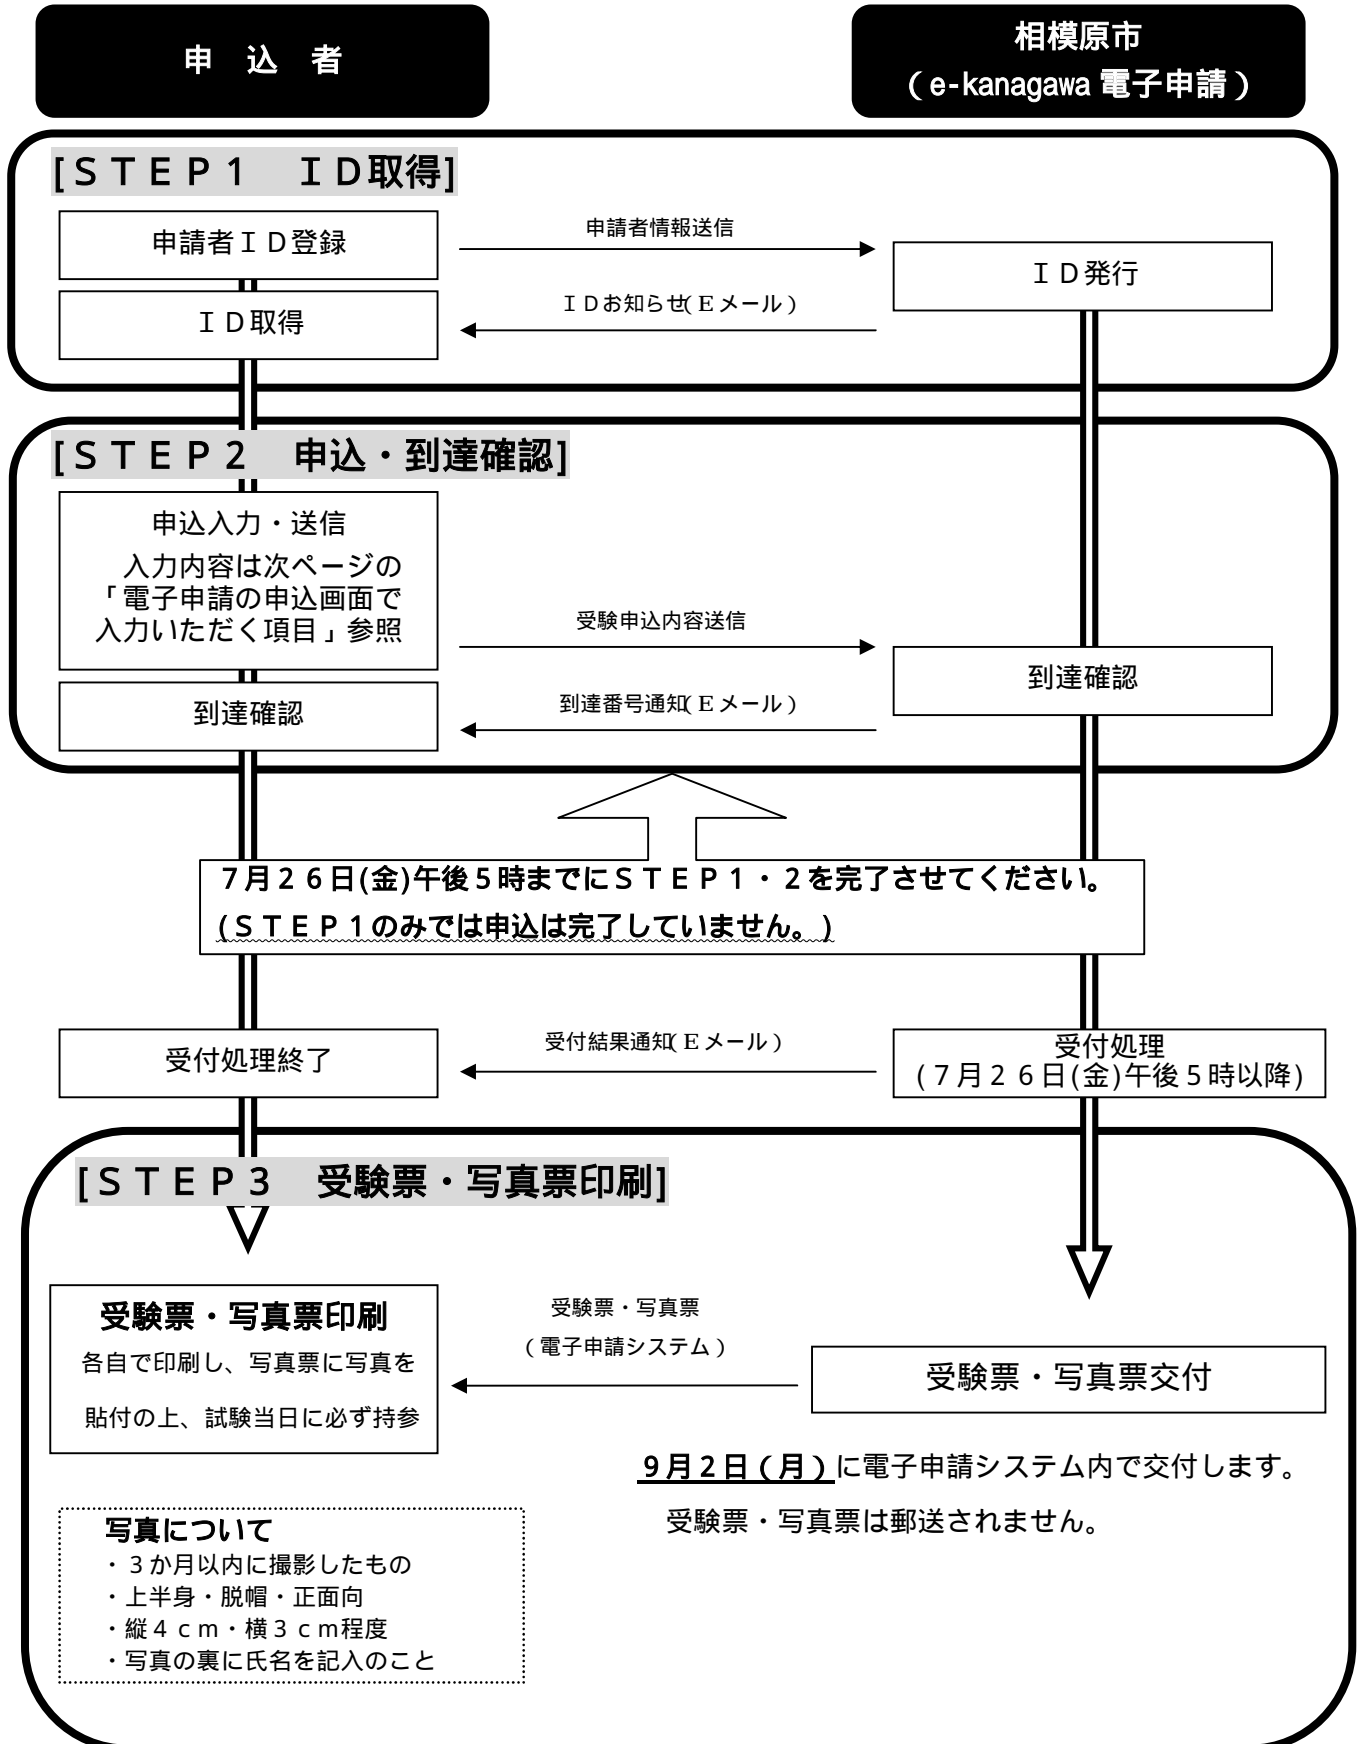 申　込　者
相模原市
（e-kanagawa 電子申請）
[ＳＴＥＰ１　ＩＤ取得]
申請者ＩＤ登録
申請者情報送信
ＩＤ発行
ＩＤお知らせ(Ｅメール）
ＩＤ取得
[ＳＴＥＰ２　申込・到達確認]
申込入力・送信
入力内容は次ページの
「電子申請の申込画面で
入力いただく項目」参照
受験申込内容送信
到達確認
到達番号通知(Ｅメール）
到達確認
７月２６日(金)午後５時までにＳＴＥＰ１・２を完了させてください。
(ＳＴＥＰ１のみでは申込は完了していません。)
受付処理終了
受付結果通知(Ｅメール）
受付処理
(７月２６日(金)午後５時以降)
[ＳＴＥＰ３　受験票・写真票印刷]
受験票・写真票印刷
各自で印刷し、写真票に写真を
貼付の上、試験当日に必ず持参
受験票・写真票
（電子申請システム）
受験票・写真票交付
９月２日（月）に電子申請システム内で交付します。
受験票・写真票は郵送されません。
写真について
・３か月以内に撮影したもの
・上半身・脱帽・正面向
・縦４ｃｍ・横３ｃｍ程度
・写真の裏に氏名を記入のこと